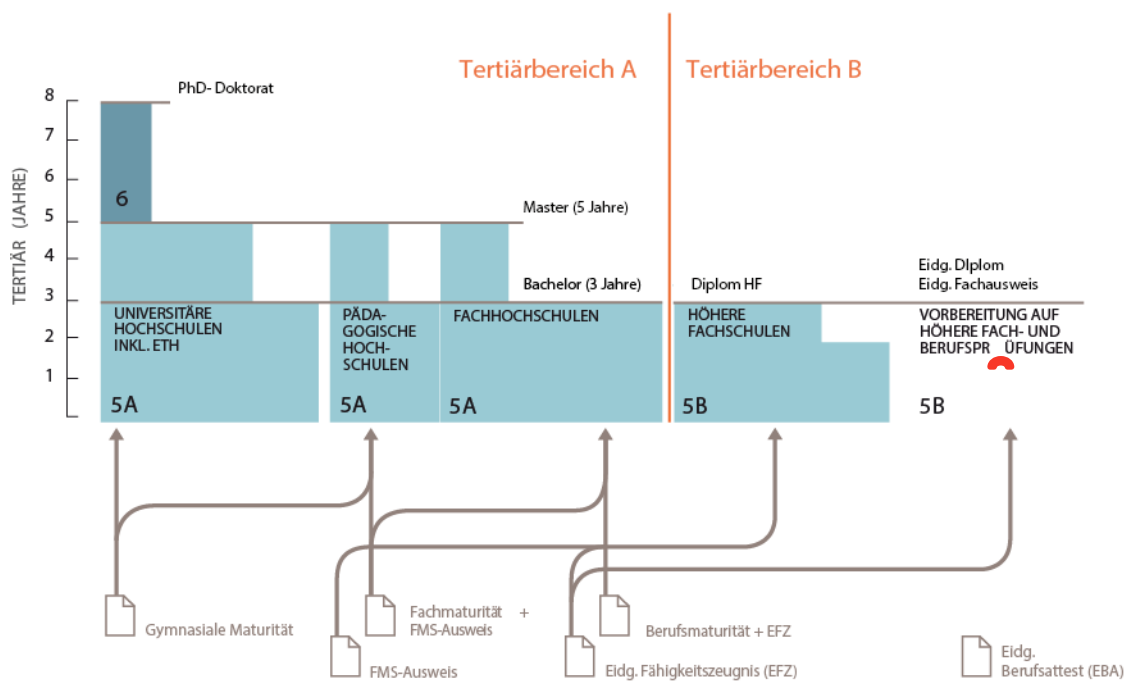 Tertiärbereich A
Tertiärbereich B
TERTIÄR (JAHRE)
8
7
6
5
4
3
2
1
PhD- Doktorat
6
Master (5 Jahre)
Bachelor (3 Jahre)
Diplom HF
Eidg. DIplom
Eidg. Fachausweis
UNIVERSITÄRE
HOCHSCHULEN
INKL. ETH
5A
PÄDA-
GOGISCHE
HOCH-
SCHULEN
5A
FACHHOCHSCHULEN
5A
HÖHERE
FACHSCHULEN
5B
VORBEREITUNG AUF
HÖHERE FACH- UND
BERUFSPR ÜFUNGEN
5B
Gymnasiale Maturität
FMS-Ausweis
Fachmaturität +
FMS-Ausweis
Eidg. Fähigkeitszeugnis (EFZ)
Berufsmaturität + EFZ
Eidg.
Berufsattest (EBA)